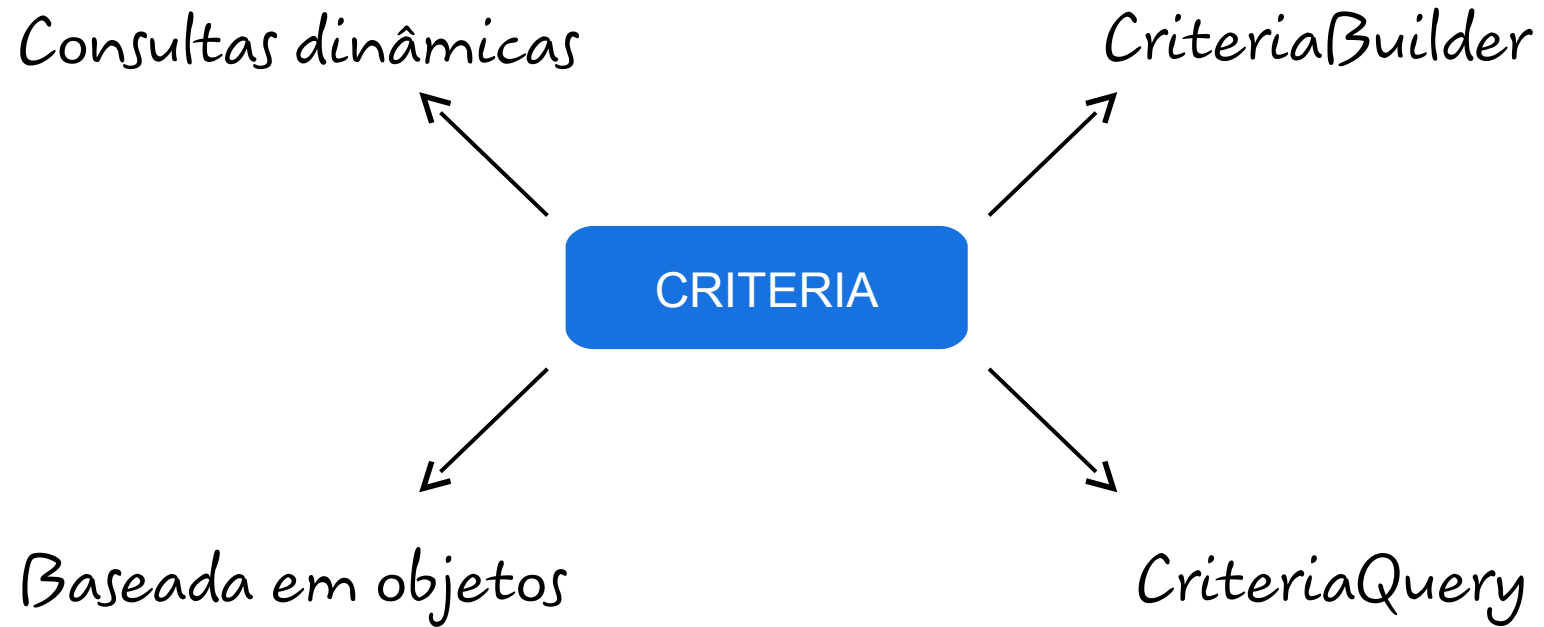 Consultas dinâmicas
CriteriaBuilder
CRITERIA
Baseada em objetos
CriteriaQuery